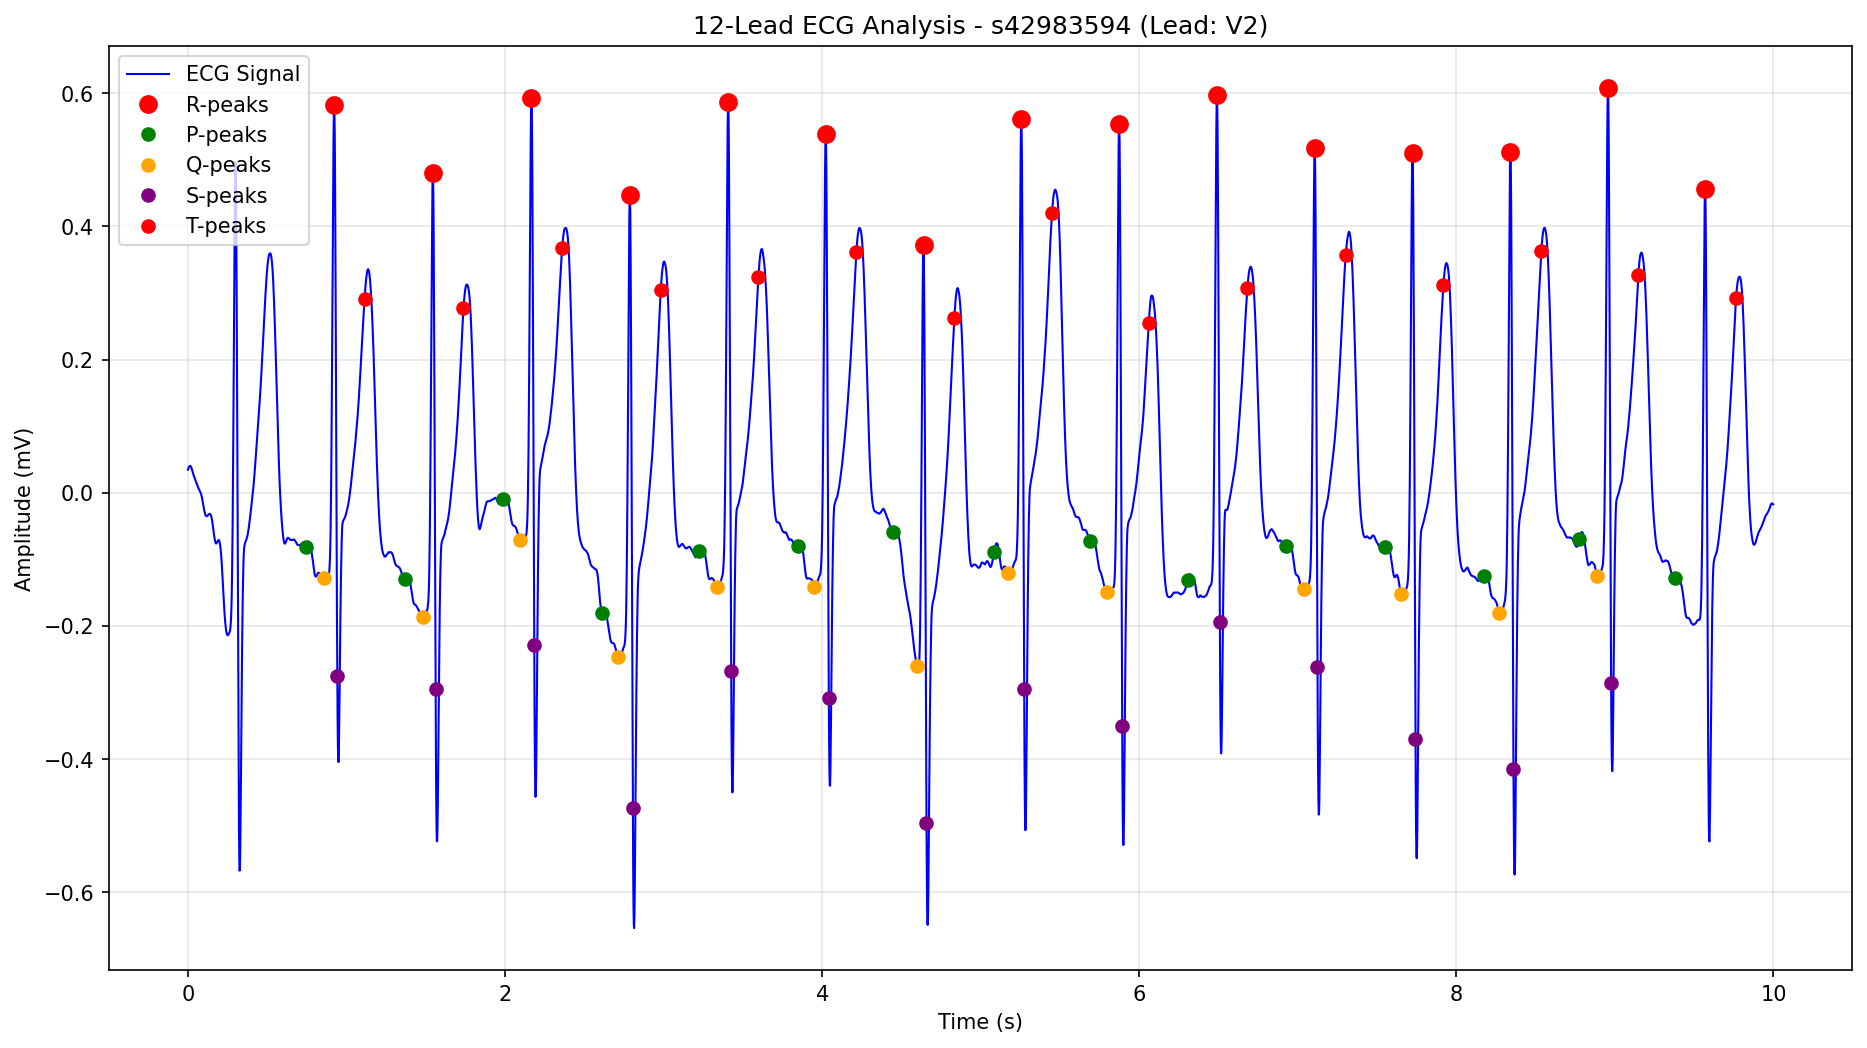 12-Lead ECG Analysis - s42983594 (Lead: V2)
ECG Signal
R-peaks
P-peaks
Q-peaks
S-peaks
T-peaks
0.6
0.4
0.2
0.0
−0.2
−0.4
−0.6
Amplitude (mV)
0 2 4 6 8 10
Time (s)